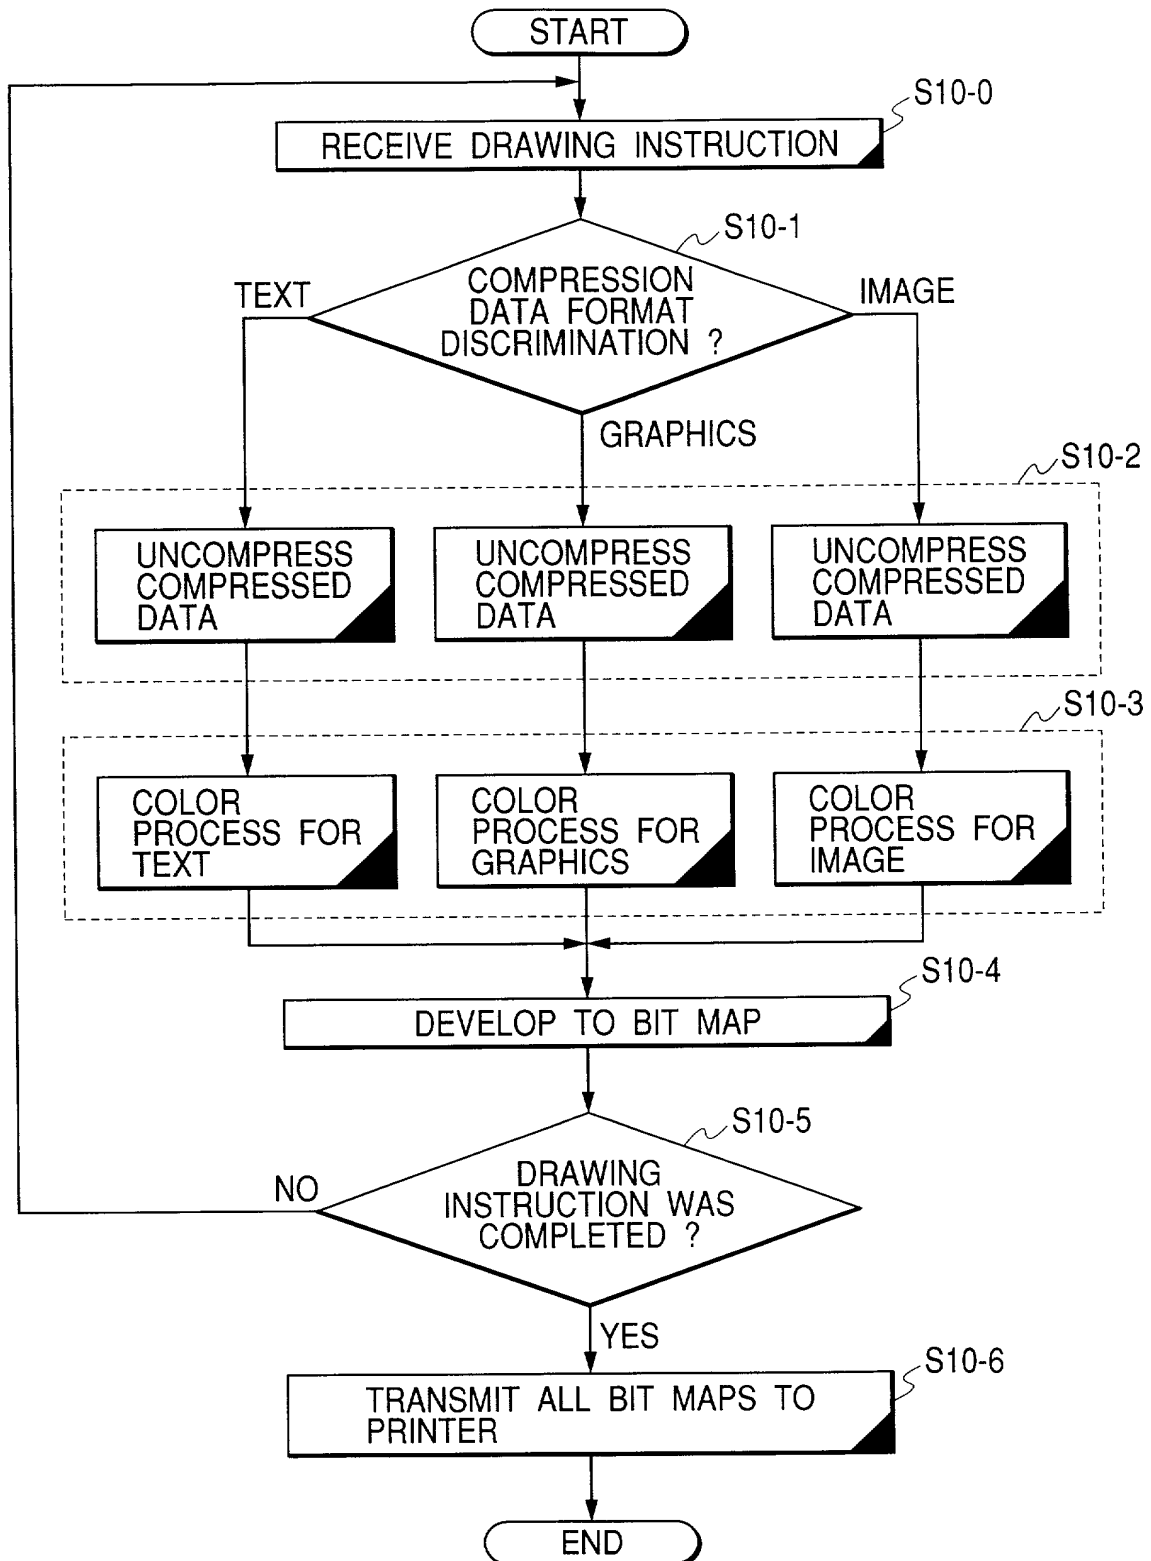 START
S10-0
RECEIVE DRAWING INSTRUCTION
S10-1
COMPRESSION
DATA FORMAT
DISCRIMINATION ?
TEXT
IMAGE
GRAPHICS
S10-2
UNCOMPRESS
COMPRESSED
DATA
UNCOMPRESS
COMPRESSED
DATA
UNCOMPRESS
COMPRESSED
DATA
S10-3
COLOR
PROCESS FOR
TEXT
COLOR
PROCESS FOR
GRAPHICS
COLOR
PROCESS FOR
IMAGE
S10-4
DEVELOP TO BIT MAP
S10-5
DRAWING
INSTRUCTION WAS
COMPLETED ?
NO
YES
S10-6
TRANSMIT ALL BIT MAPS TO
PRINTER
END